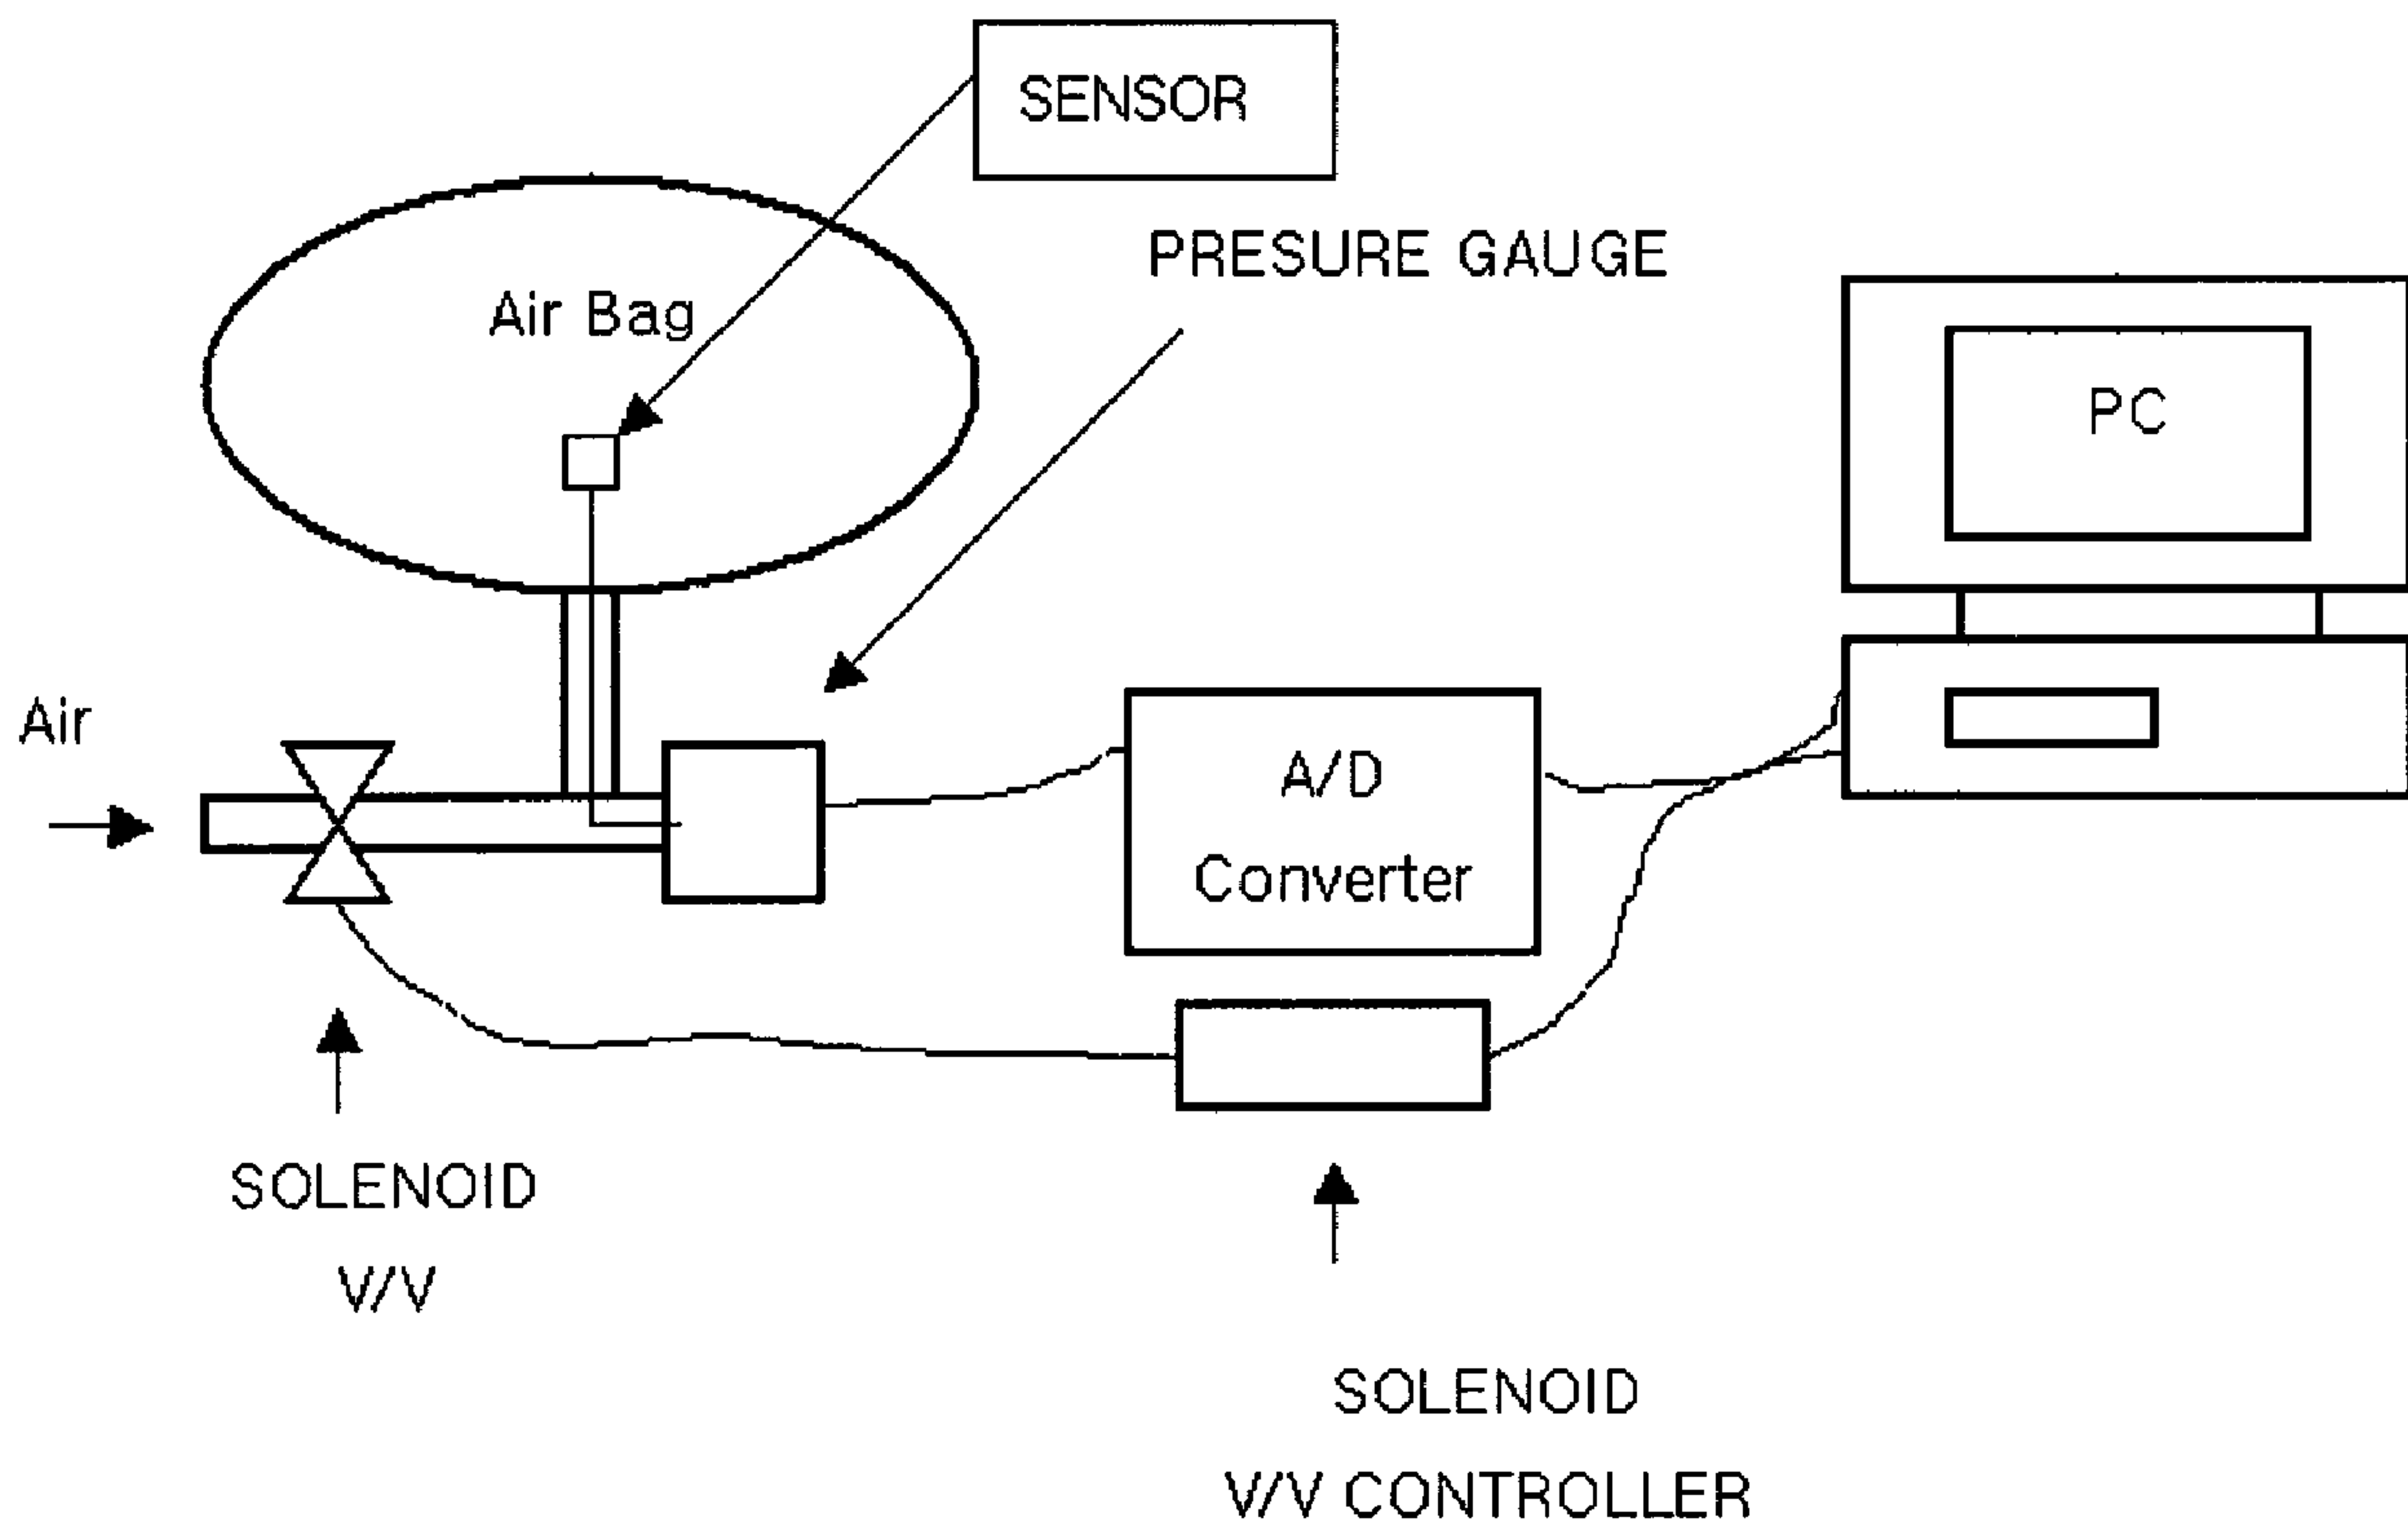 SENSOR
PRESURE GAUGE
Air Bag
PC
Air
A/D
Converter
SOLENOID
V/V
SOLENOID
V/V CONTROLLER